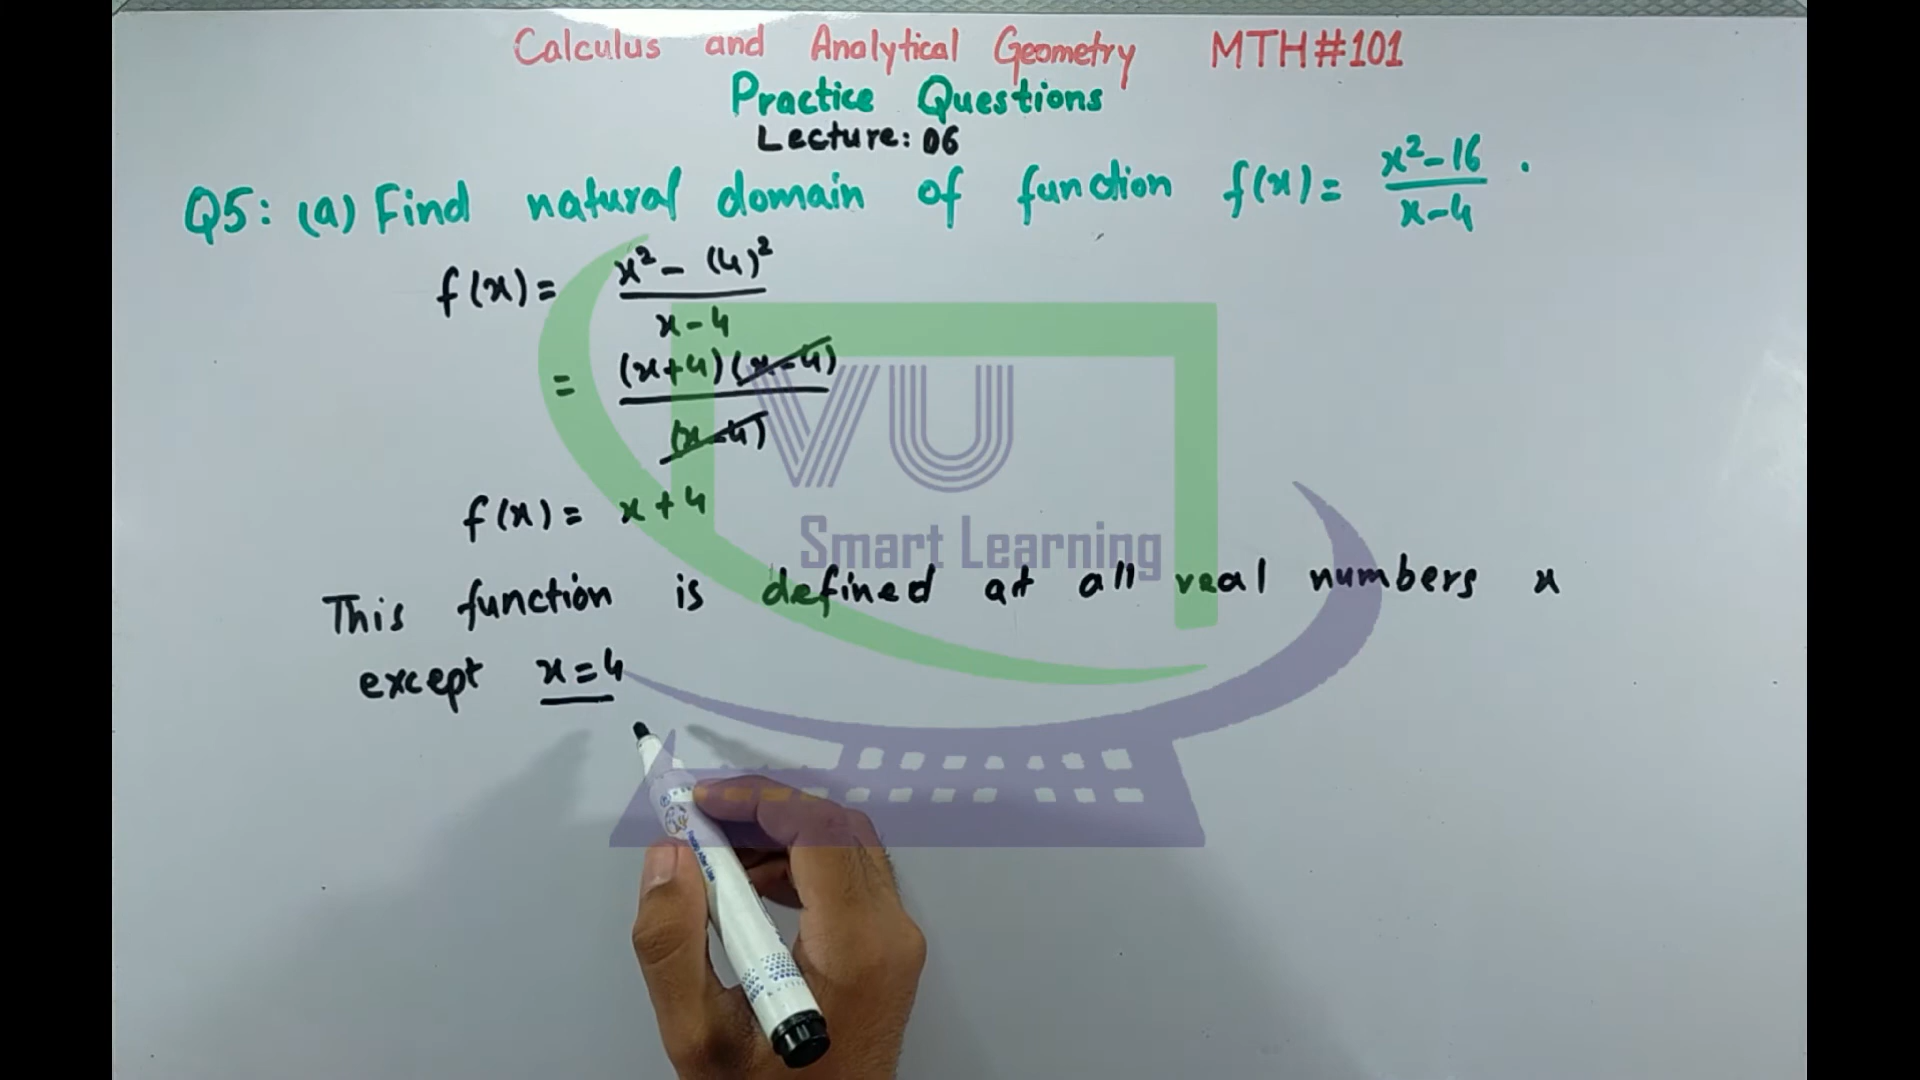 Calculus and Analytical Geometry MTH#101
Practice Questions
Lecture: 06
Q5: (a) Find natural domain of function f(x) = x²-16 / x-4 .
f(x) = x² - (4)² / x-4
= (x+4)(x-4) / (x-4)
f(x) = x+4
VU
Smart Learning
This function is defined at all real numbers x
except x=4